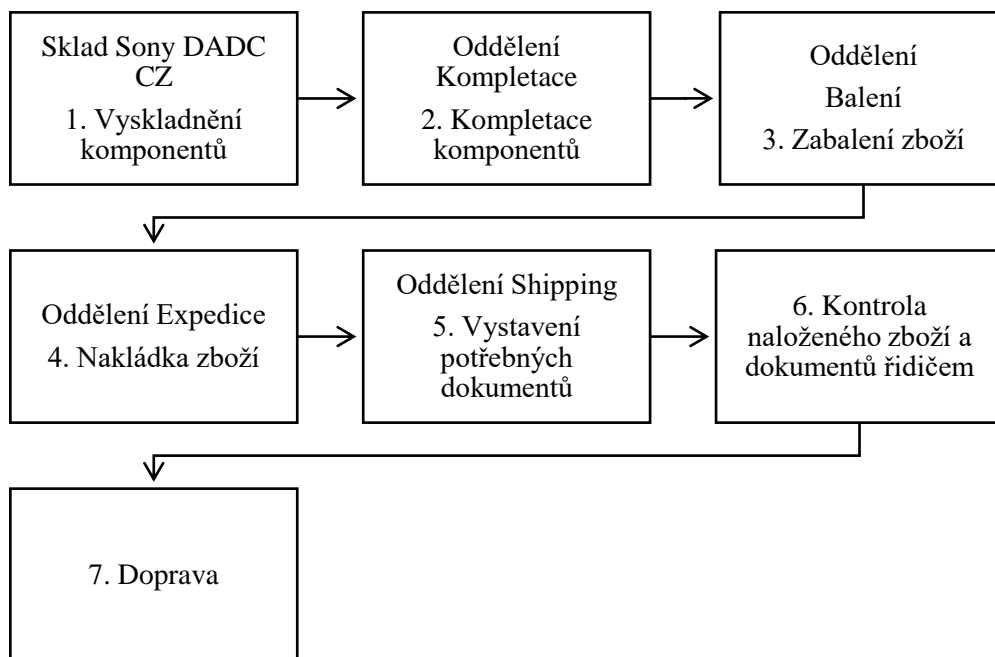 Sklad Sony DADC
CZ
1. Vyskladnění
komponentů
Oddělení
Kompletace
2. Kompletace
komponentů
Oddělení
Balení
3. Zabalení zboží
Oddělení Expedice
4. Nakládka zboží
Oddělení Shipping
5. Vystavení
potřebných
dokumentů
6. Kontrola
naloženého zboží a
dokumentů řidičem
7. Doprava